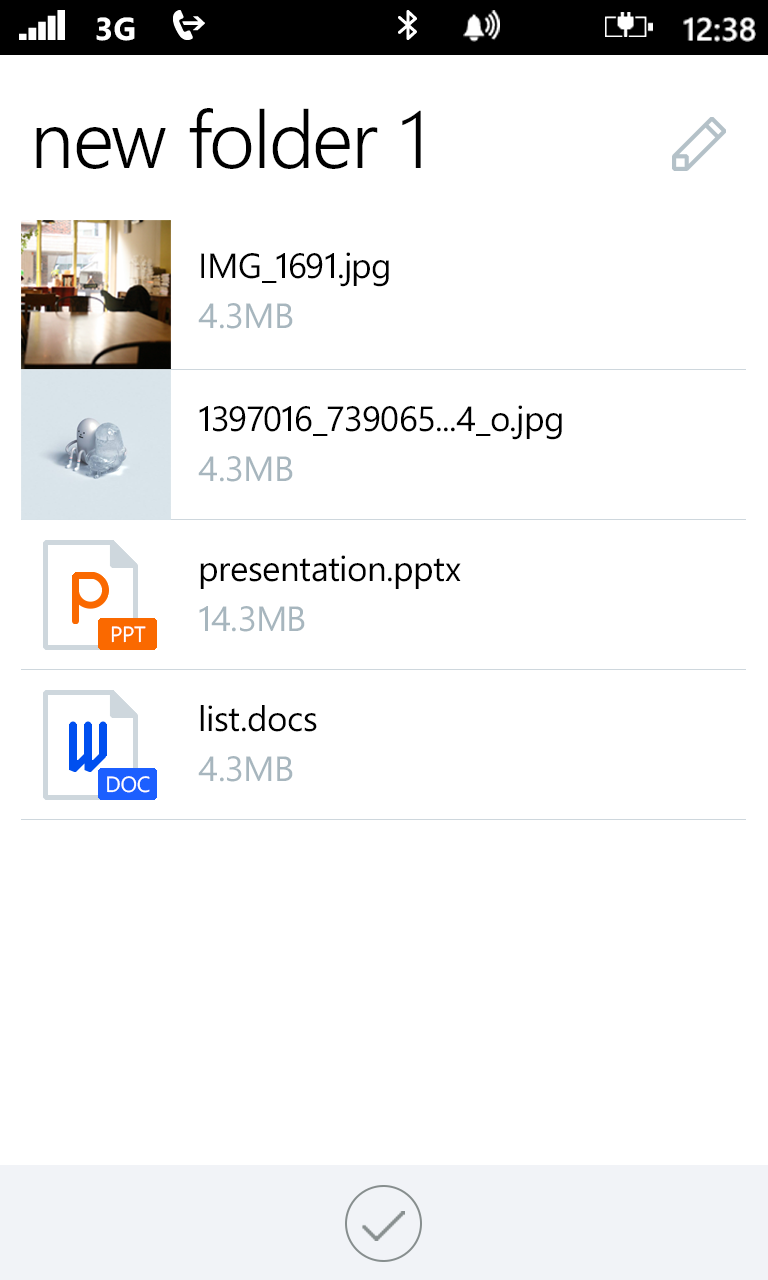 3G 12:38
new folder 1
IMG_1691.jpg
4.3MB
1397016_739065...4_o.jpg
4.3MB
presentation.pptx
14.3MB
P
PPT
list.docs
4.3MB
W
DOC